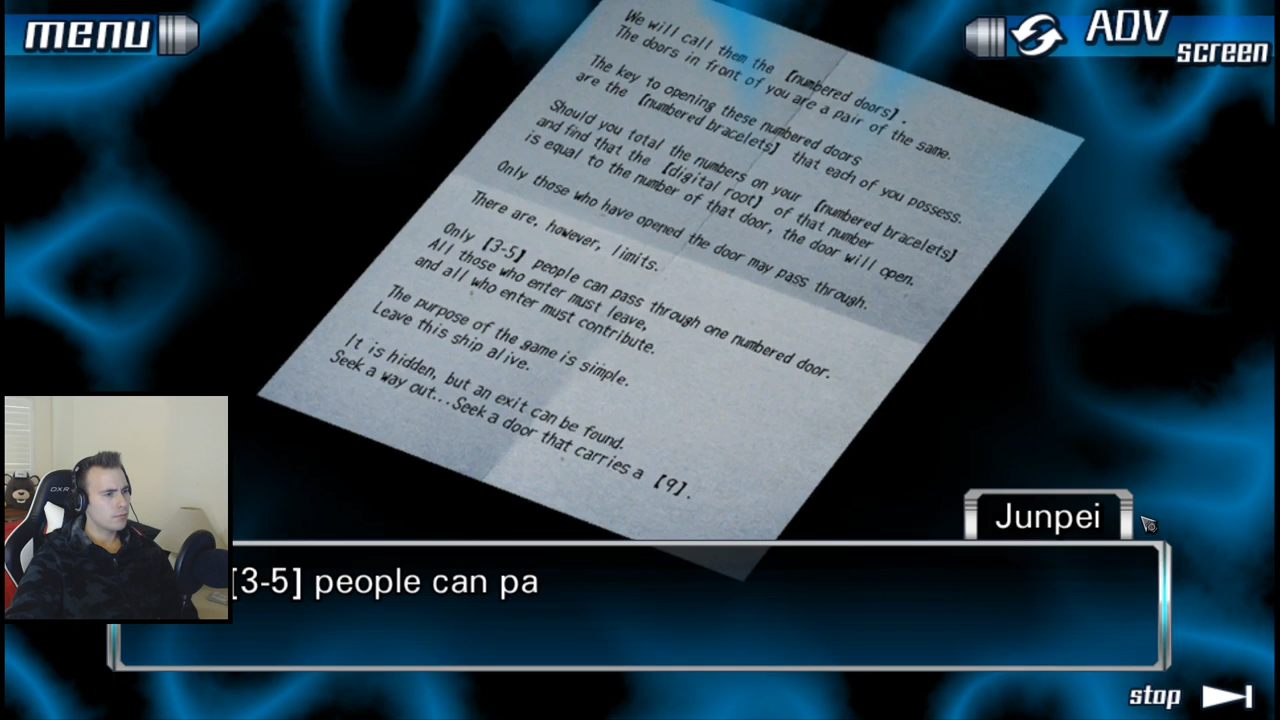 menu
ADV
screen
We will call them the [numbered doors].
The doors in front of you are a pair of the same.
The key to opening these numbered doors
are the [numbered bracelets] that each of you possess.
Should you total the numbers on your [numbered bracelets]
and find that the [digital root] of that number
is equal to the number of that door, the door will open.
Only those who have opened the door may pass through.
There are, however, limits.
Only [3-5] people can pass through one numbered door.
All those who enter must leave,
and all who enter must contribute.
The purpose of the game is simple.
Leave this ship alive.
It is hidden, but an exit can be found.
Seek a way out...Seek a door that carries a [9].
DXR
Junpei
[3-5] people can pa
stop